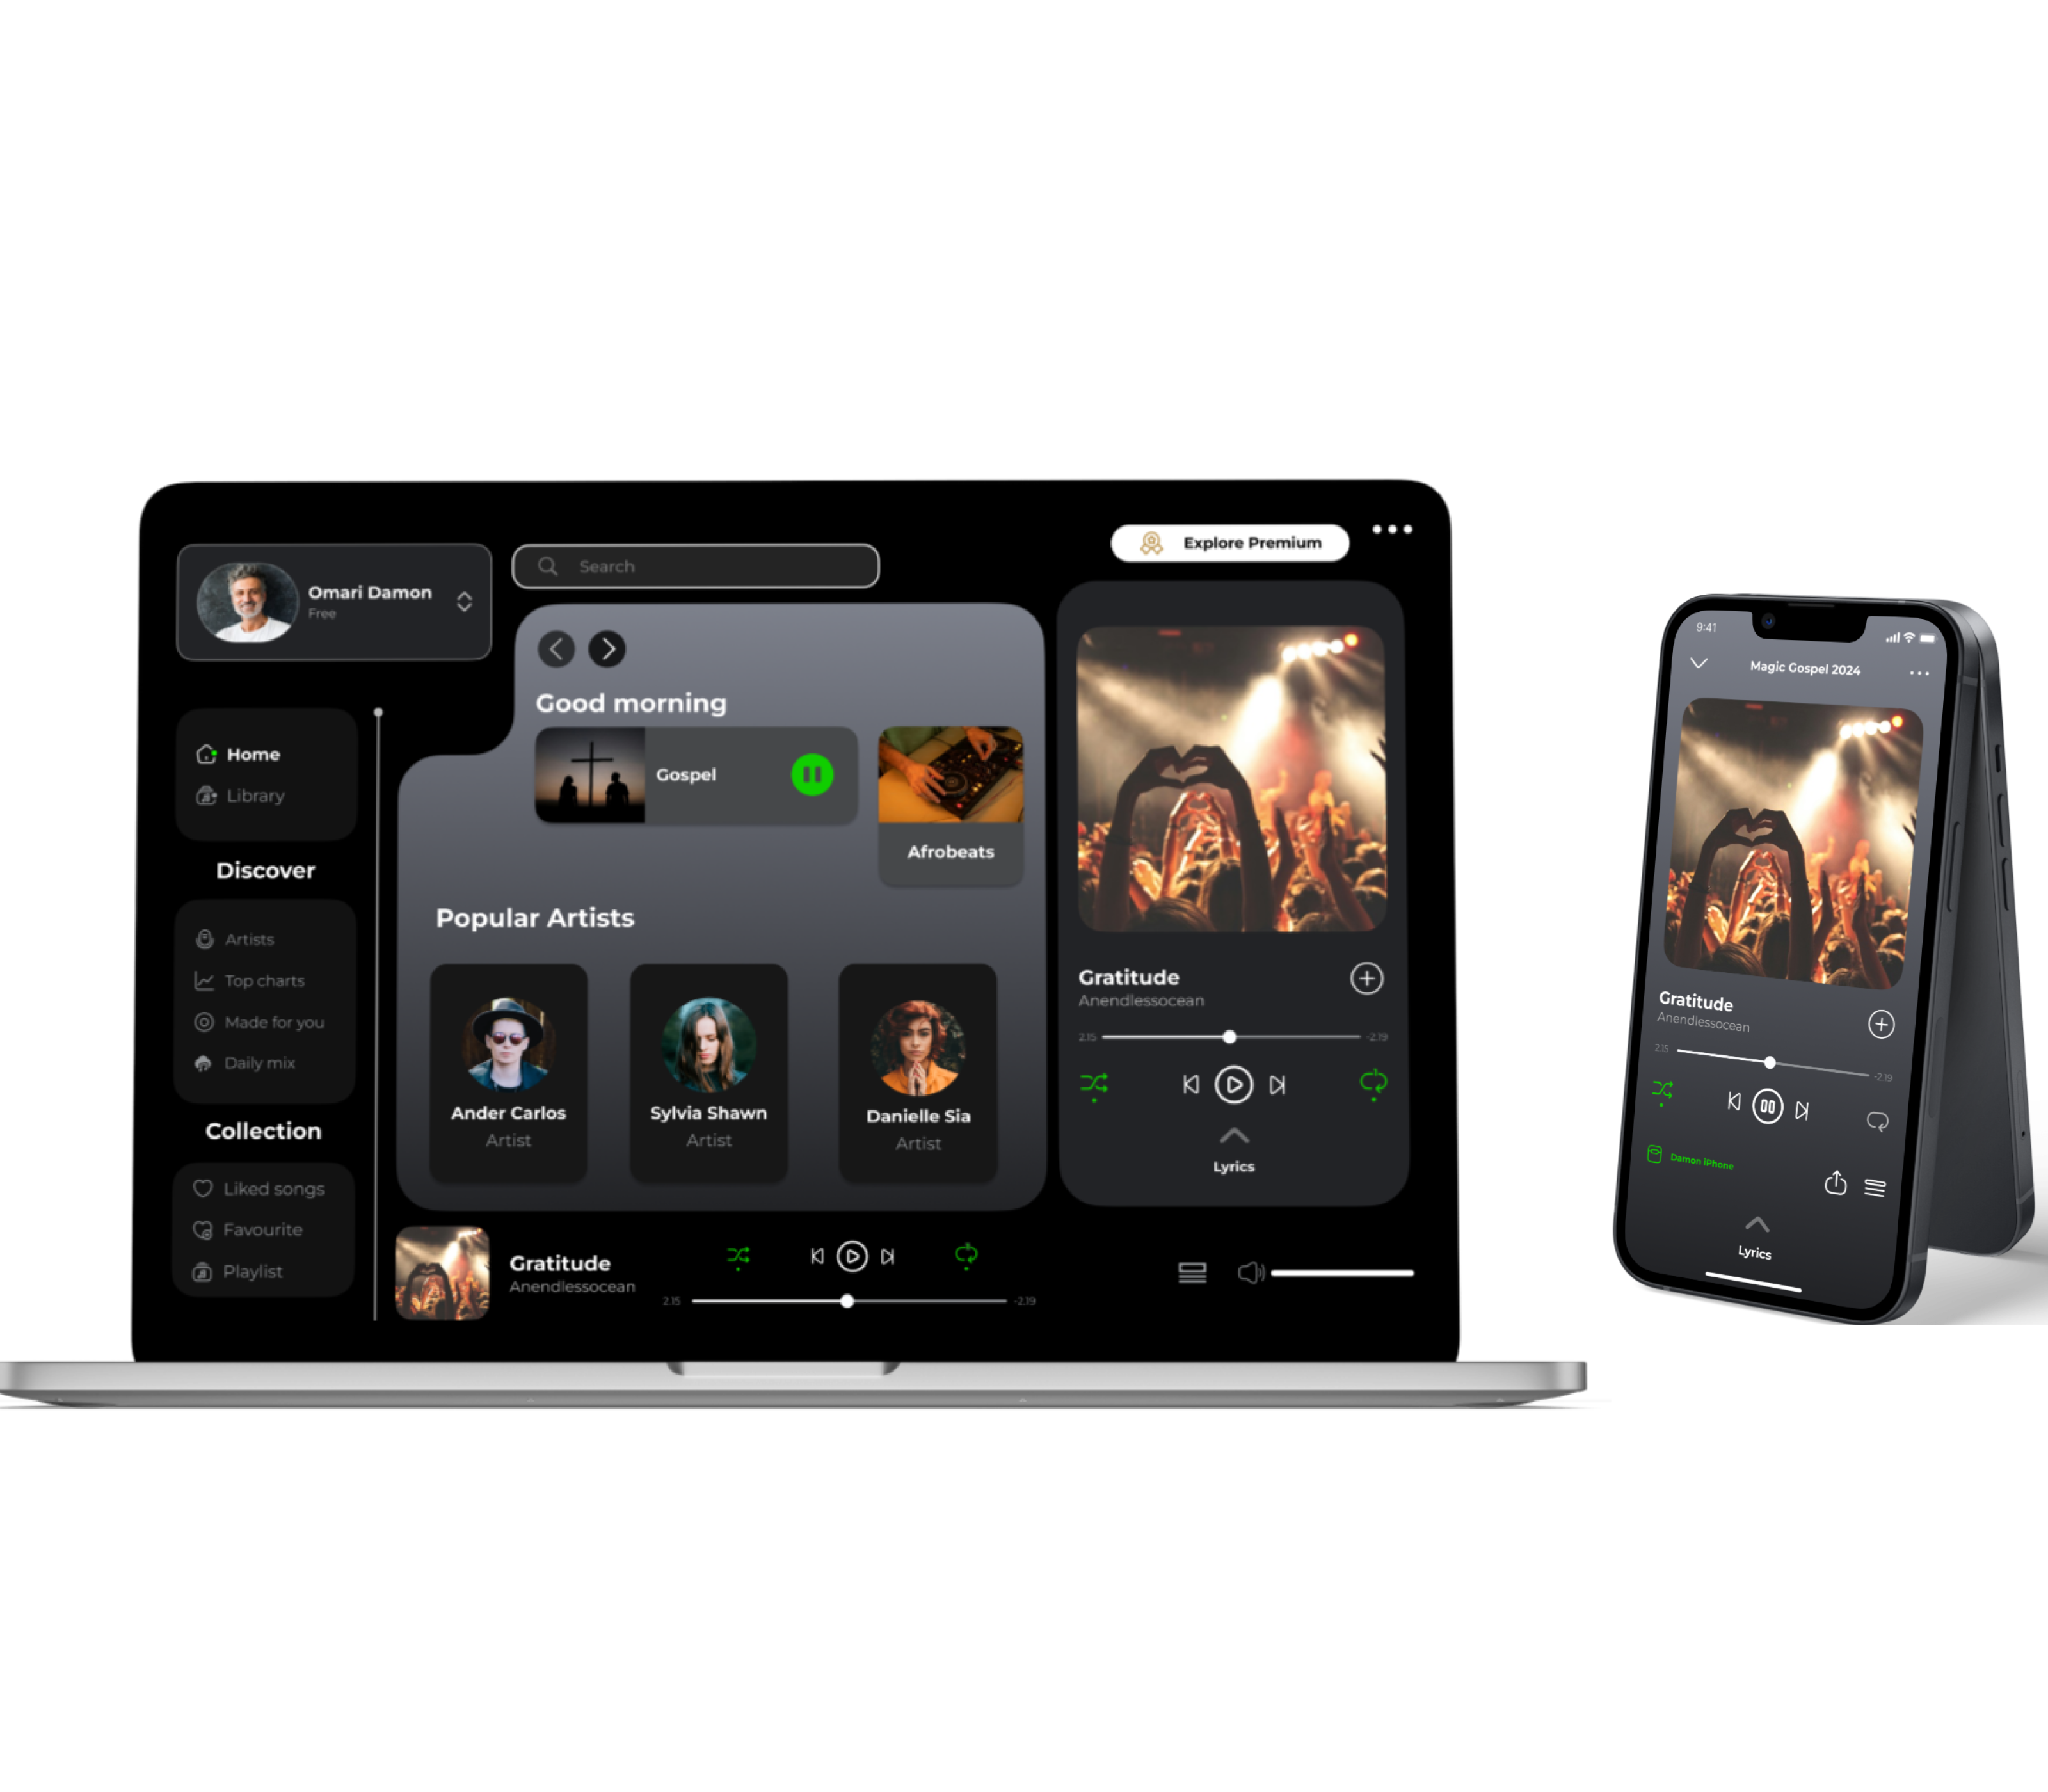 Omari Damon
Free
Search
Explore Premium
Home
Library
Discover
Artists
Top charts
Made for you
Daily mix
Collection
Liked songs
Favourite
Playlist
Good morning
Gospel
Afrobeats
Popular Artists
Ander Carlos
Artist
Sylvia Shawn
Artist
Danielle Sia
Artist
Gratitude
Anendlessocean
2.15 -2.19
Lyrics
Gratitude
Anendlessocean
2.15 -2.19
9:41
Magic Gospel 2024
Gratitude
Anendlessocean
2.15 -2.19
Damon iPhone
Lyrics